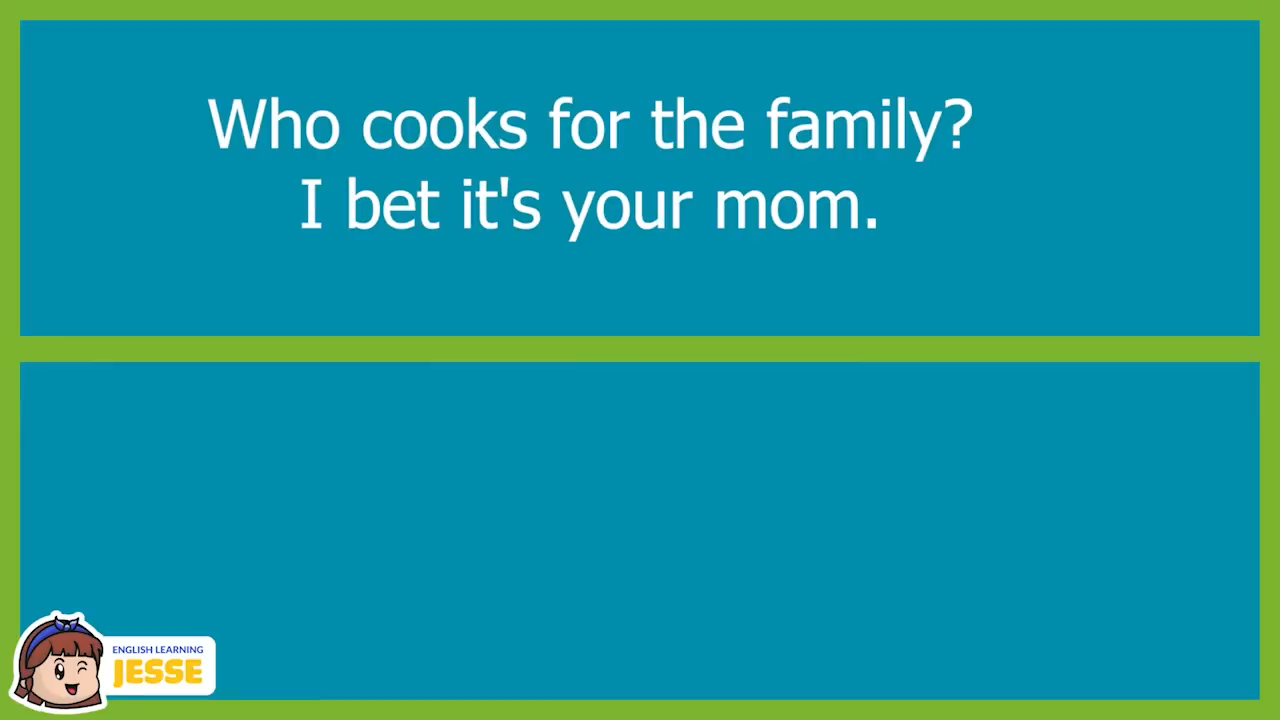 Who cooks for the family?
I bet it's your mom.
ENGLISH LEARNING
JESSE